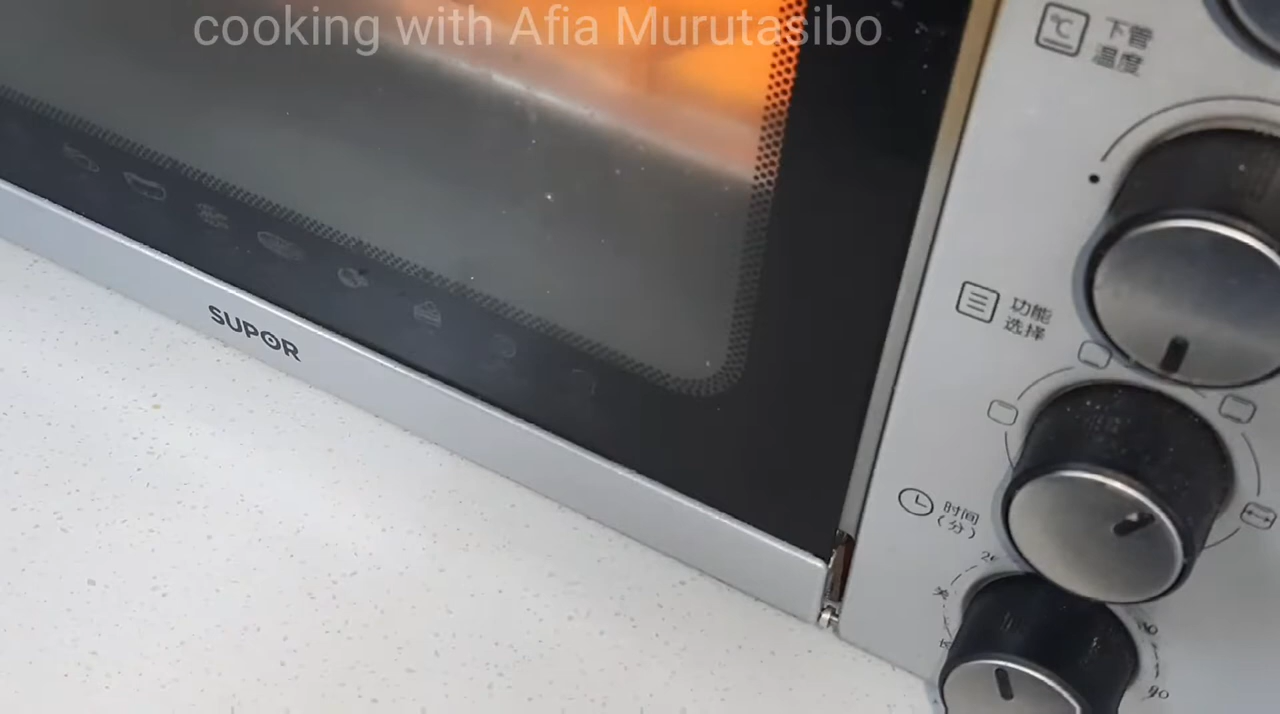 cooking with Afia Murutasibo
℃
下管
温度
SUPOR
功能
选择
时间
(分)